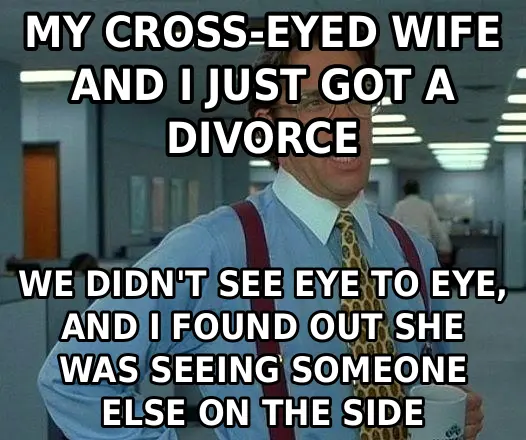 MY CROSS-EYED WIFE
AND I JUST GOT A
DIVORCE
WE DIDN'T SEE EYE TO EYE,
AND I FOUND OUT SHE
WAS SEEING SOMEONE
ELSE ON THE SIDE